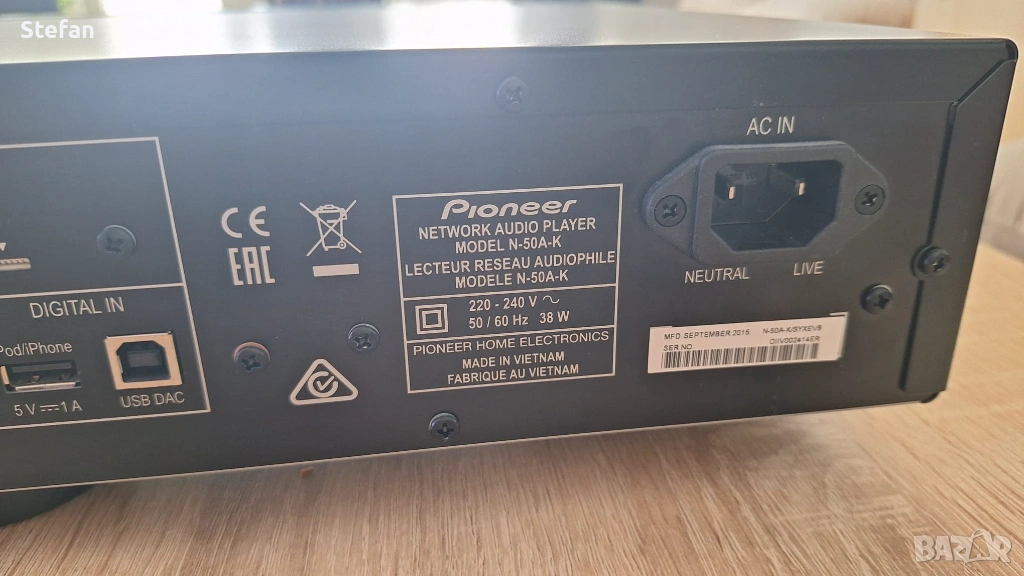 Stefan
AC IN
NEUTRAL LIVE
CE
EAC
Pioneer
NETWORK AUDIO PLAYER
MODEL N-50A-K
LECTEUR RESEAU AUDIOPHILE
MODELE N-50A-K
220 - 240 V ~
50 / 60 Hz 38 W
PIONEER HOME ELECTRONICS
MADE IN VIETNAM
FABRIQUE AU VIETNAM
DIGITAL IN
Pod/iPhone
5 V 1 A
USB DAC
MFD. SEPTEMBER, 2015 N-50A-K/SYXEV8
SER.NO
BAZAR